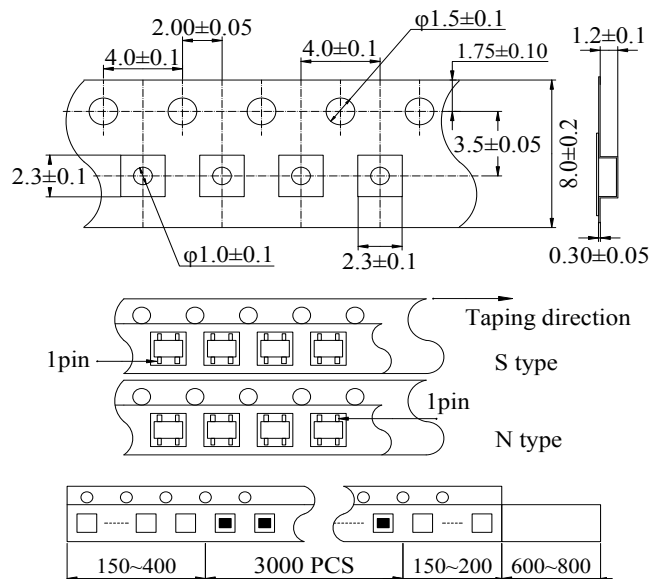 2.00±0.05
4.0±0.1
4.0±0.1
φ1.5±0.1
1.75±0.10
1.2±0.1
3.5±0.05
8.0±0.2
2.3±0.1
φ1.0±0.1
2.3±0.1
0.30±0.05
Taping direction
1pin
S type
1pin
N type
150~400
3000 PCS
150~200
600~800